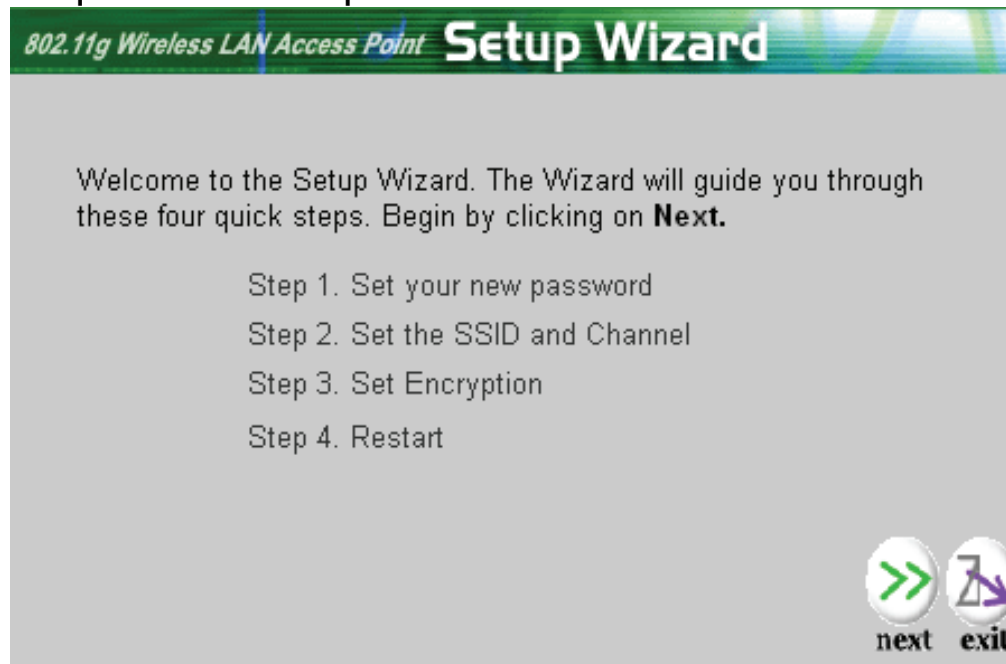 802.11g Wireless LAN Access Point Setup Wizard
Welcome to the Setup Wizard. The Wizard will guide you through
these four quick steps. Begin by clicking on Next.
Step 1. Set your new password
Step 2. Set the SSID and Channel
Step 3. Set Encryption
Step 4. Restart
next exit